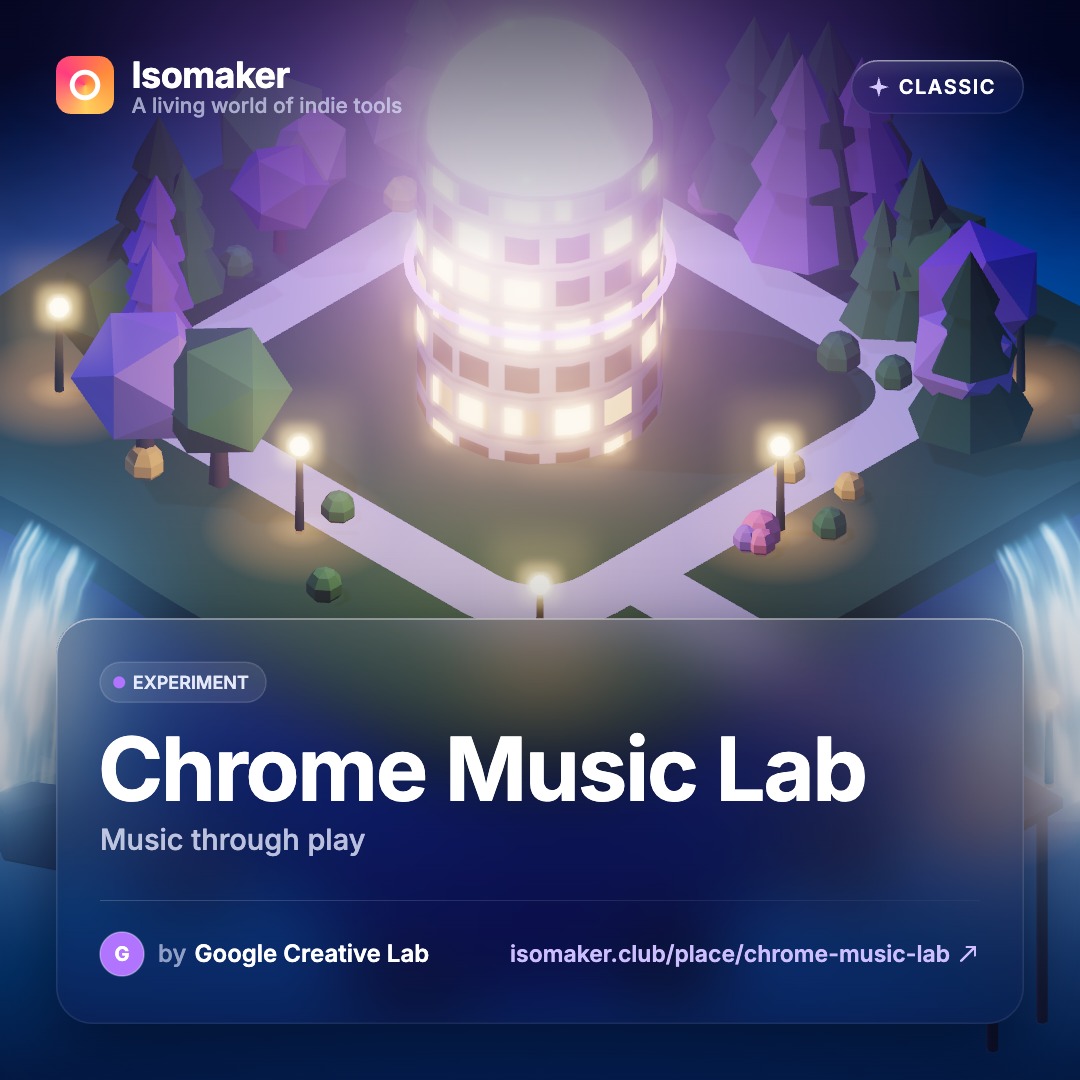 Isomaker
A living world of indie tools
CLASSIC
EXPERIMENT
Chrome Music Lab
Music through play
G
by Google Creative Lab
isomaker.club/place/chrome-music-lab ↗